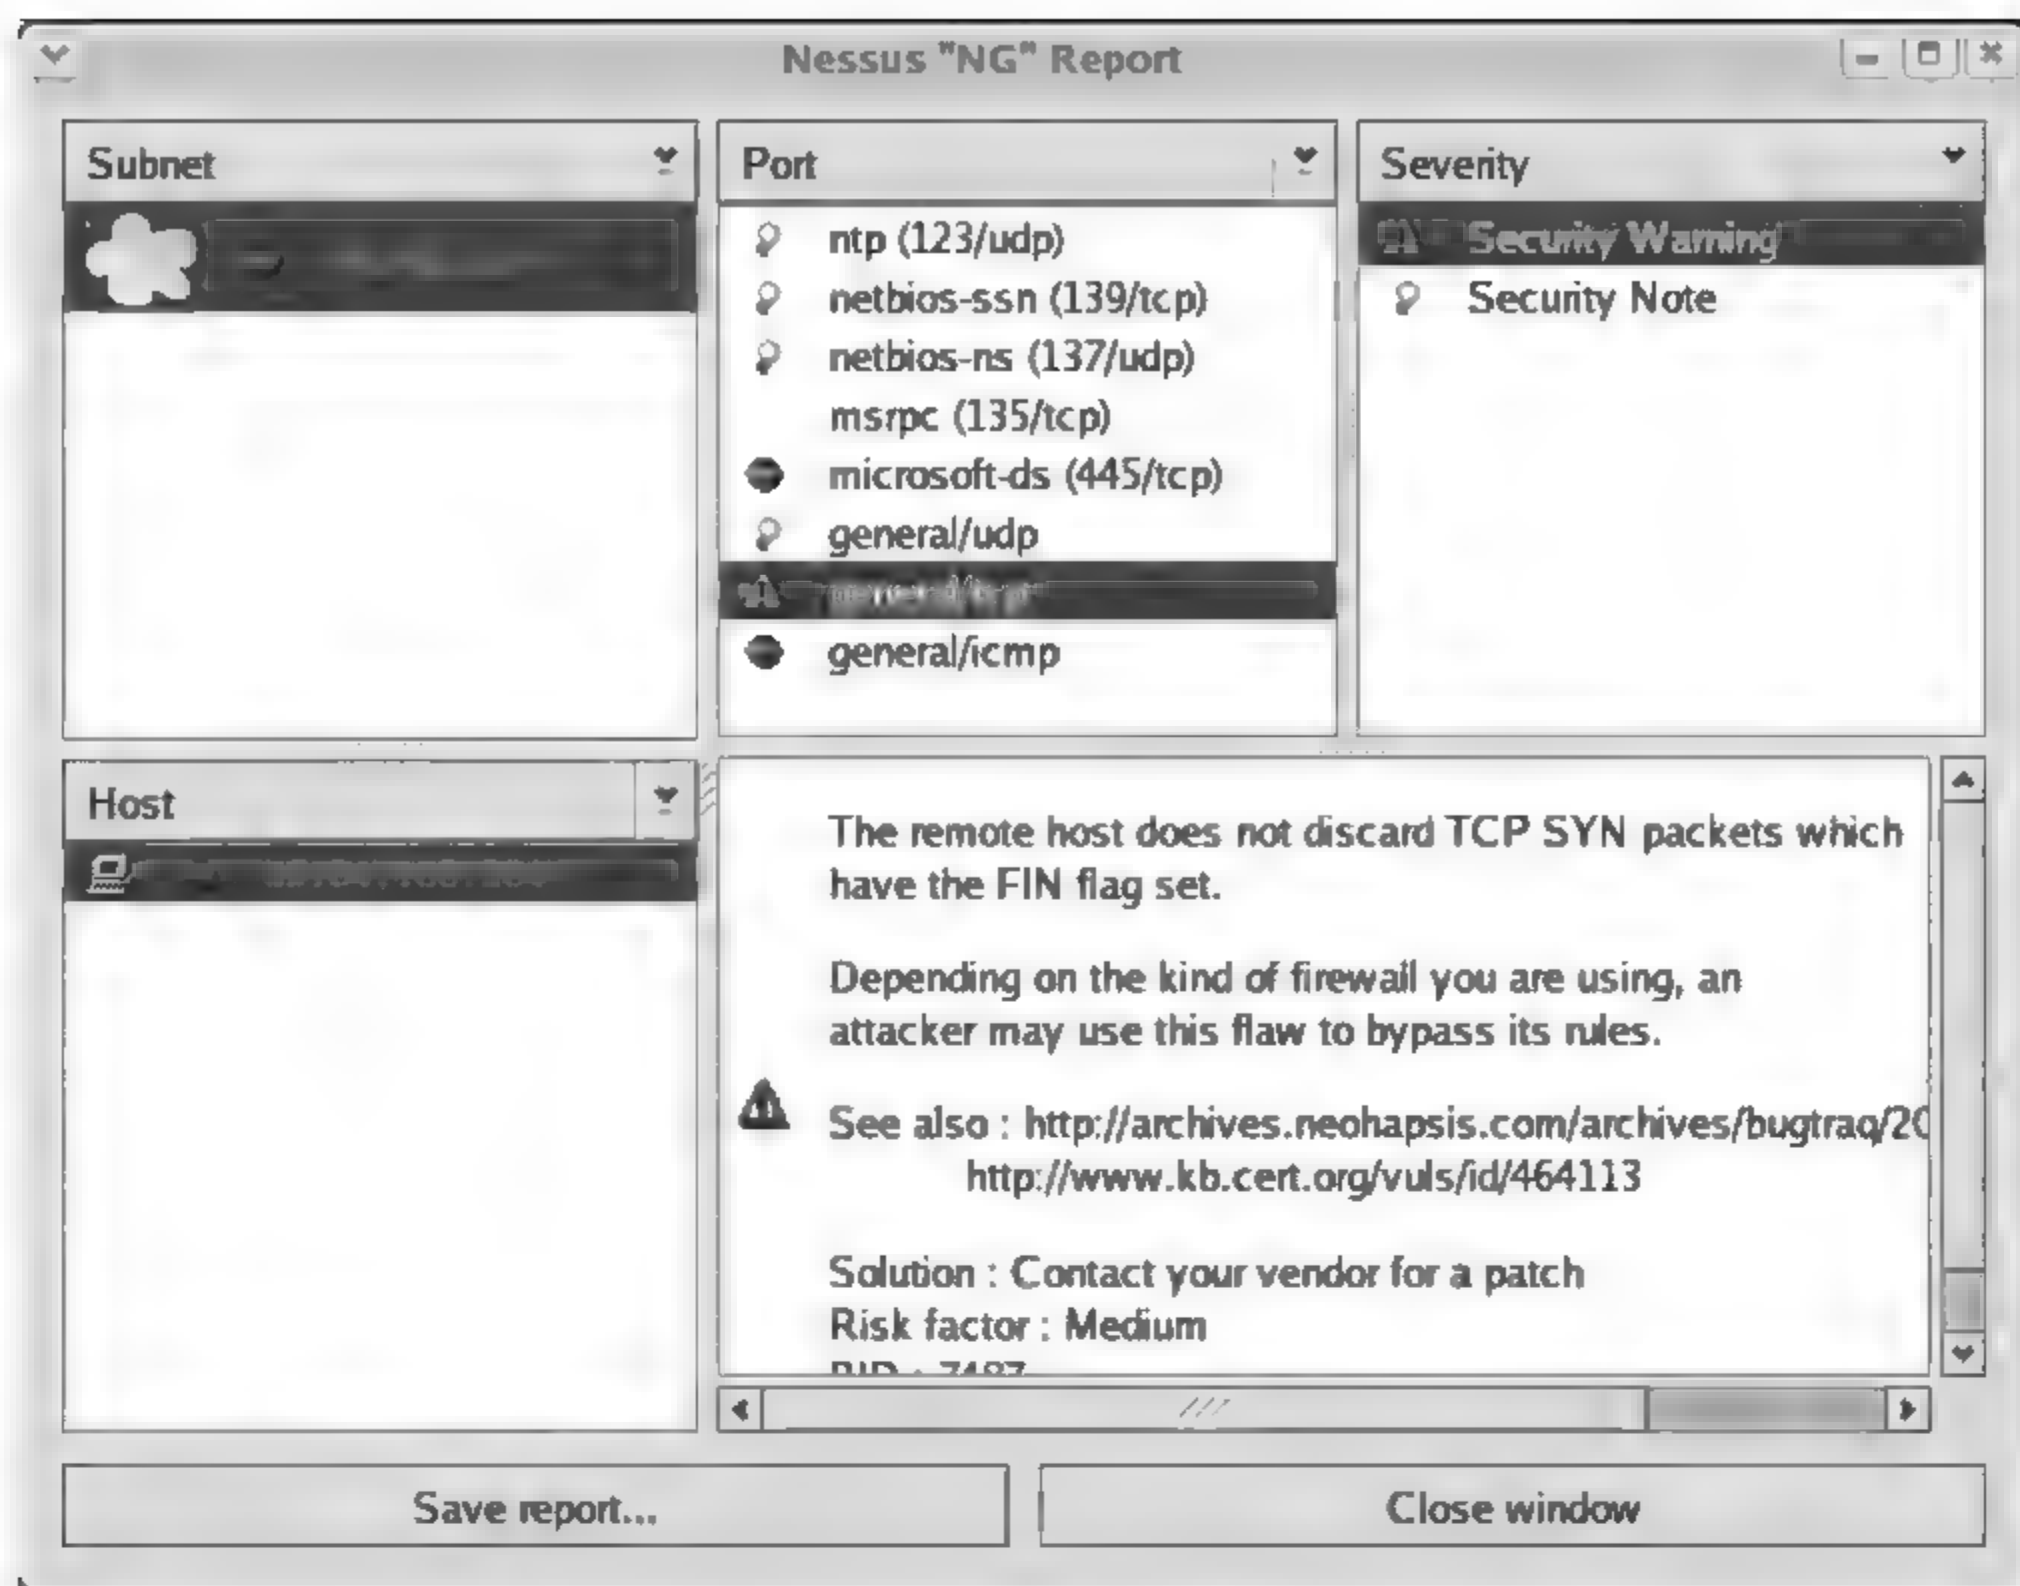 Nessus "NG" Report
Subnet
Port
Severity
ntp (123/udp)
netbios-ssn (139/tcp)
netbios-ns (137/udp)
msrpc (135/tcp)
microsoft-ds (445/tcp)
general/udp
general/icmp
Security Warning
Security Note
Host
The remote host does not discard TCP SYN packets which
have the FIN flag set.
Depending on the kind of firewall you are using, an
attacker may use this flaw to bypass its rules.
See also : http://archives.neohapsis.com/archives/bugtraq/20
http://www.kb.cert.org/vuls/id/464113
Solution : Contact your vendor for a patch
Risk factor : Medium
BID : 7487
Save report...
Close window